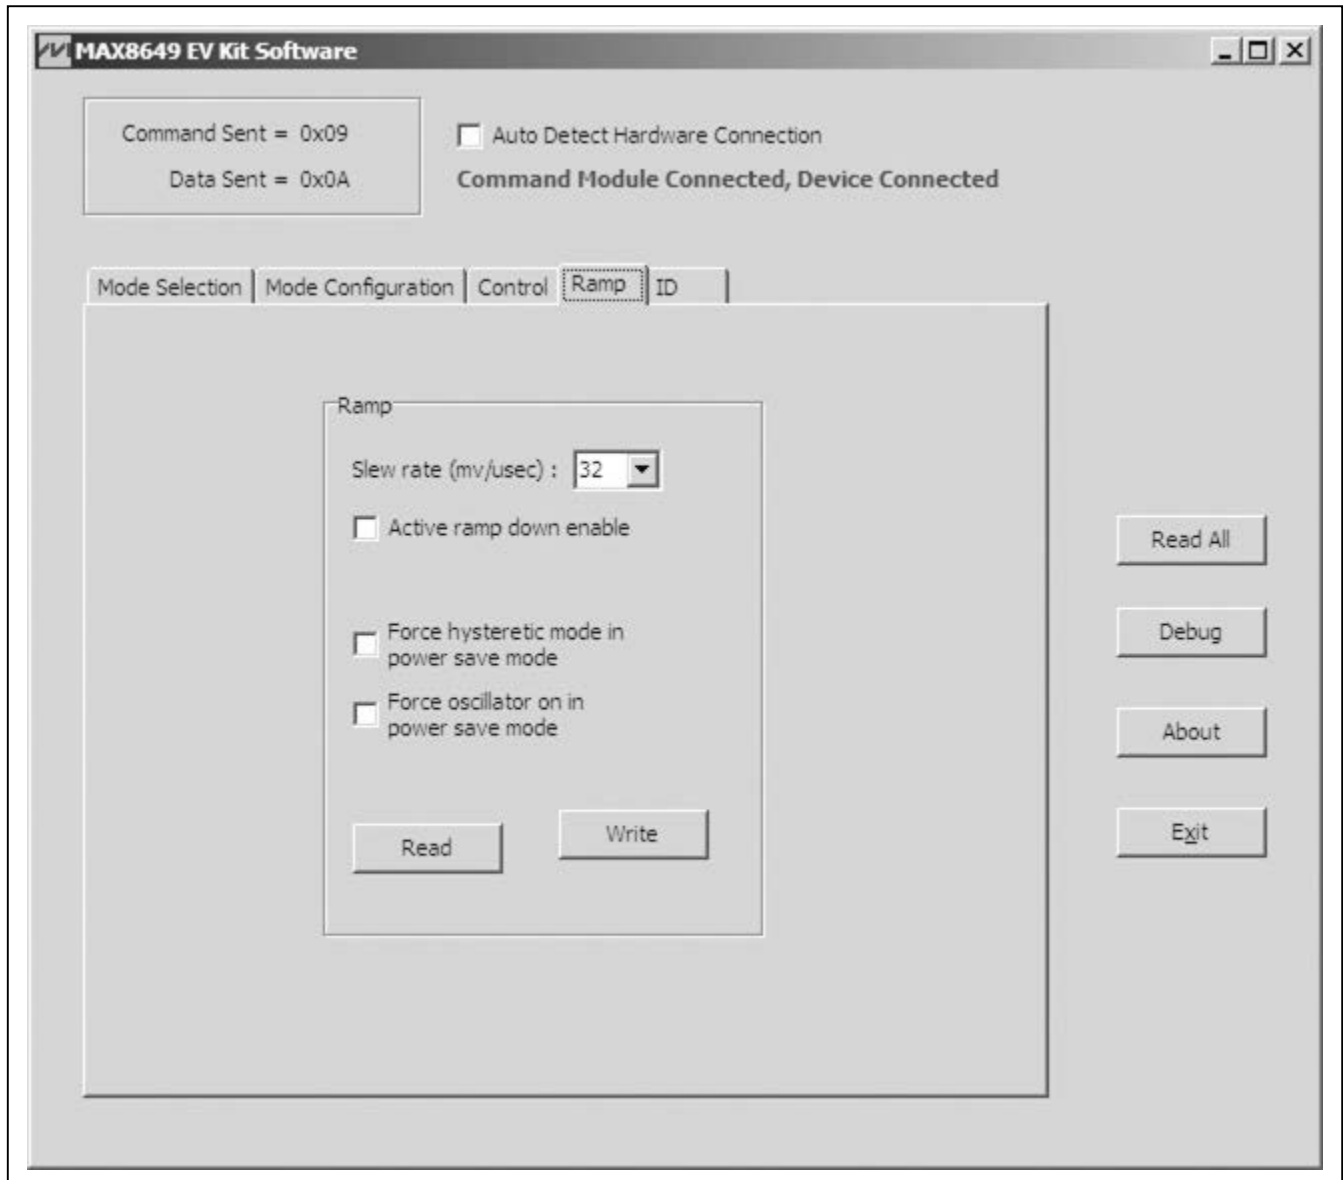 MAX8649 EV Kit Software
Command Sent = 0x09
Data Sent = 0x0A
Auto Detect Hardware Connection
Command Module Connected, Device Connected
Mode Selection
Mode Configuration
Control
Ramp
ID
Ramp
Slew rate (mv/usec) : 32
Active ramp down enable
Force hysteretic mode in
power save mode
Force oscillator on in
power save mode
Read
Write
Read All
Debug
About
Exit